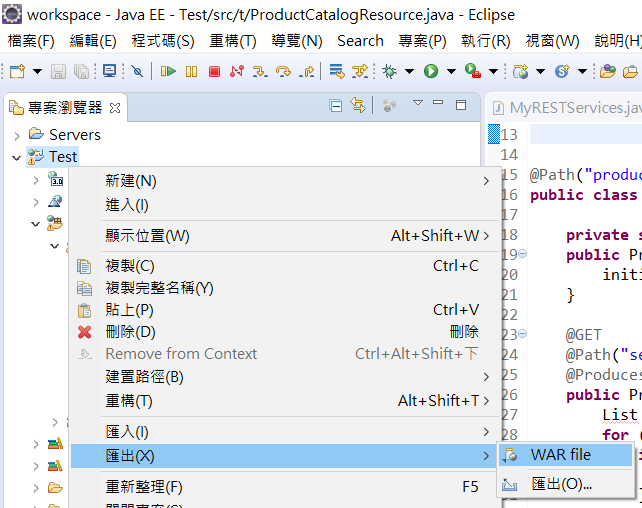 workspace - Java EE - Test/src/t/ProductCatalogResource.java - Eclipse
檔案(F) 編輯(E) 程式碼(S) 重構(T) 導覽(N) Search 專案(P) 執行(R) 視窗(W) 說明(H)
專案瀏覽器
MyRESTServices.jav
Servers
Test
3.0
新建(N)
進入(I)
顯示位置(W) Alt+Shift+W
複製(C) Ctrl+C
複製完整名稱(Y)
貼上(P) Ctrl+V
刪除(D) 刪除
Remove from Context Ctrl+Alt+Shift+下
建置路徑(B)
重構(T) Alt+Shift+T
匯入(I)
匯出(X)
重新整理(F) F5
WAR file
匯出(O)...
13
14
15 @Path("produc
16 public class
17
18 private s
19 public Pr
20 initi
21 }
22
23 @GET
24 @Path("se
25 @Produces
26 public Pr
27 List
28 for (